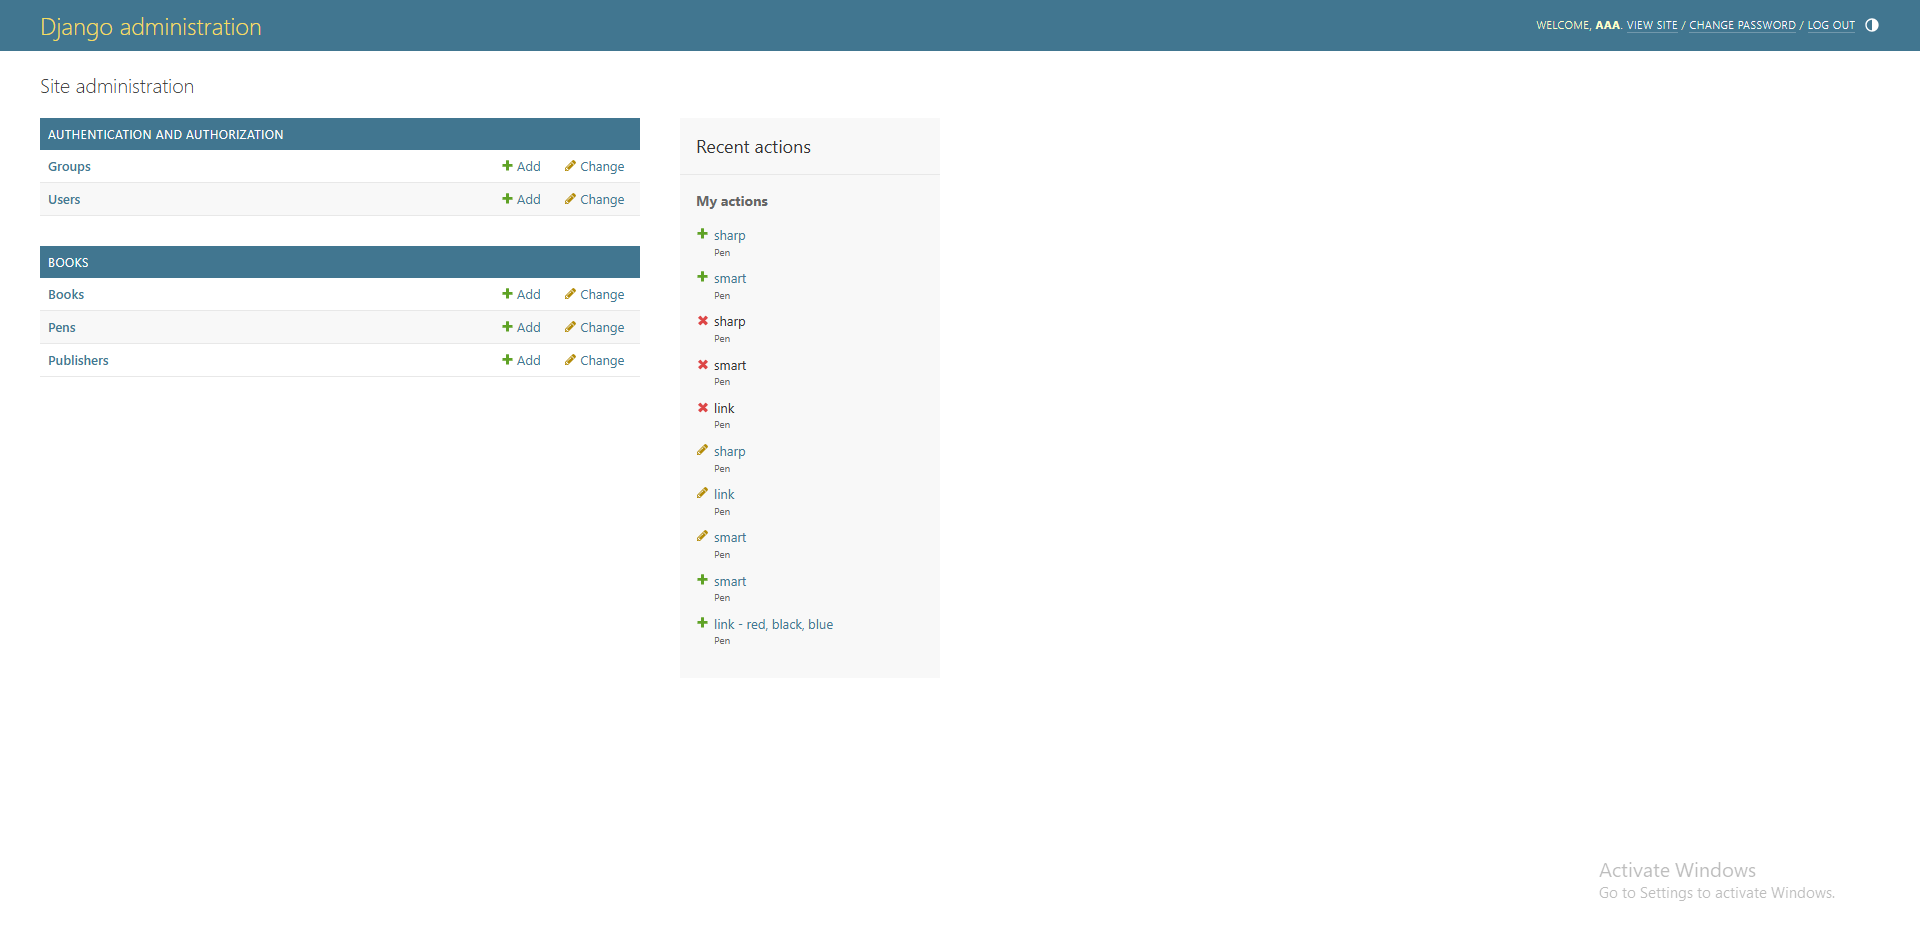 Django administration
WELCOME, AAA. VIEW SITE / CHANGE PASSWORD / LOG OUT
Site administration
AUTHENTICATION AND AUTHORIZATION
Groups Add Change
Users Add Change
BOOKS
Books Add Change
Pens Add Change
Publishers Add Change
Recent actions
My actions
sharp
Pen
smart
Pen
sharp
Pen
smart
Pen
link
Pen
sharp
Pen
link
Pen
smart
Pen
smart
Pen
link - red, black, blue
Pen
Activate Windows
Go to Settings to activate Windows.